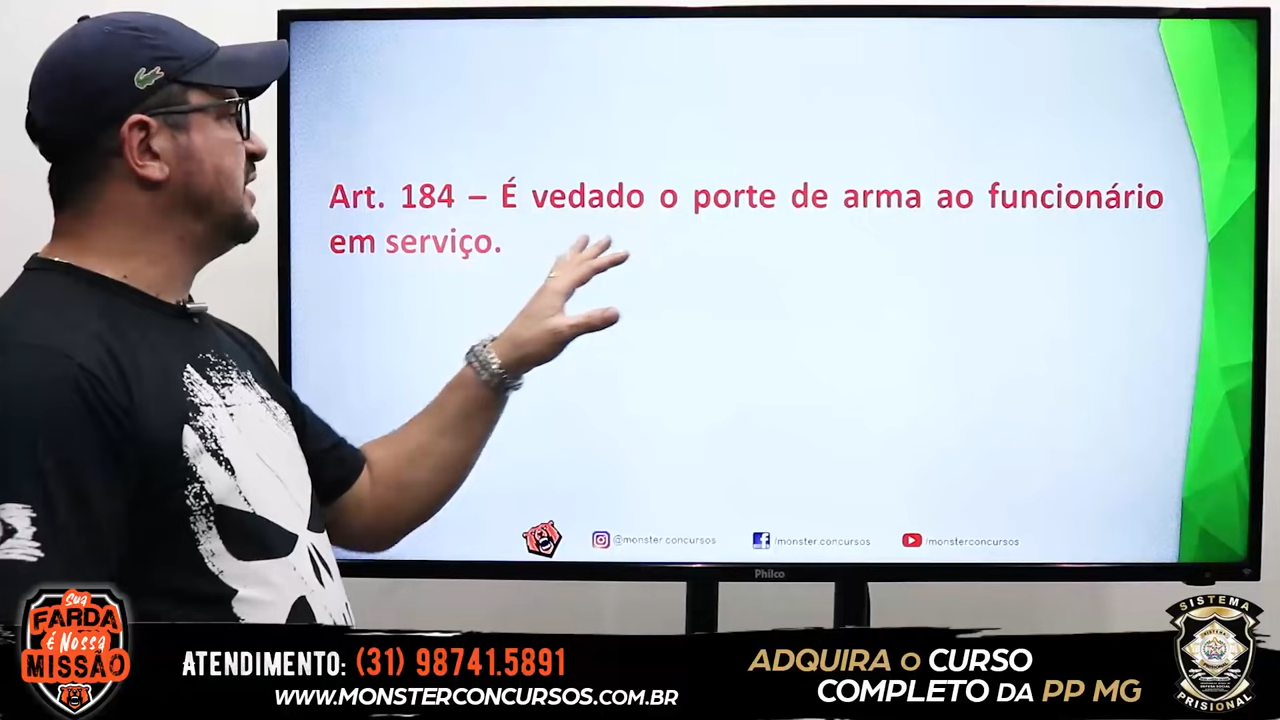 Art. 184 – É vedado o porte de arma ao funcionário
em serviço.
@monster.concursos
/monster.concursos
/monsterconcursos
Philco
Sua
FARDA
é Nossa
MISSÃO
ATENDIMENTO: (31) 98741.5891
WWW.MONSTERCONCURSOS.COM.BR
ADQUIRA O CURSO
COMPLETO DA PP MG
SISTEMA
PRISIONAL